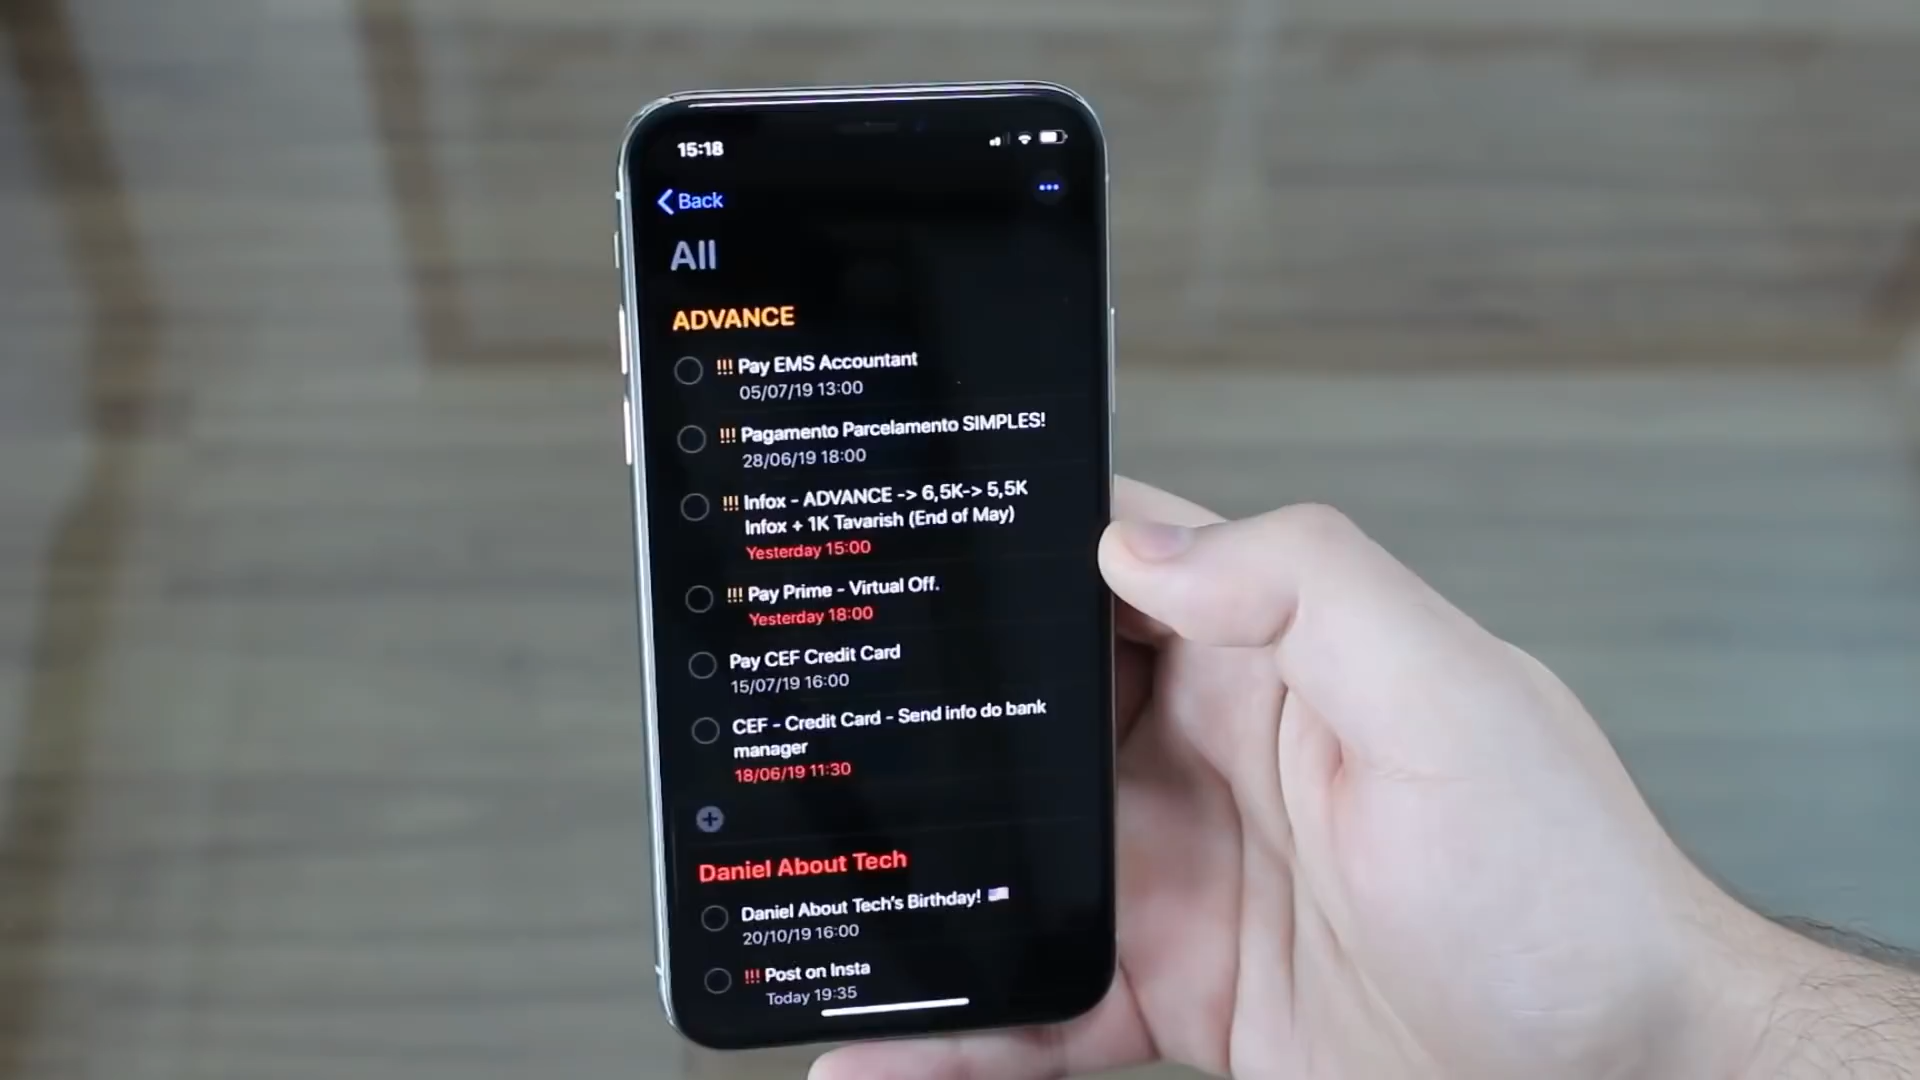 15:18
Back
All
ADVANCE
!!! Pay EMS Accountant
05/07/19 13:00
!!! Pagamento Parcelamento SIMPLES!
28/06/19 18:00
!!! Infox - ADVANCE -> 6,5K-> 5,5K
Infox + 1K Tavarish (End of May)
Yesterday 15:00
!!! Pay Prime - Virtual Off.
Yesterday 18:00
Pay CEF Credit Card
15/07/19 16:00
CEF - Credit Card - Send info do bank
manager
18/06/19 11:30
Daniel About Tech
Daniel About Tech's Birthday! 🇺🇸
20/10/19 16:00
!!! Post on Insta
Today 19:35